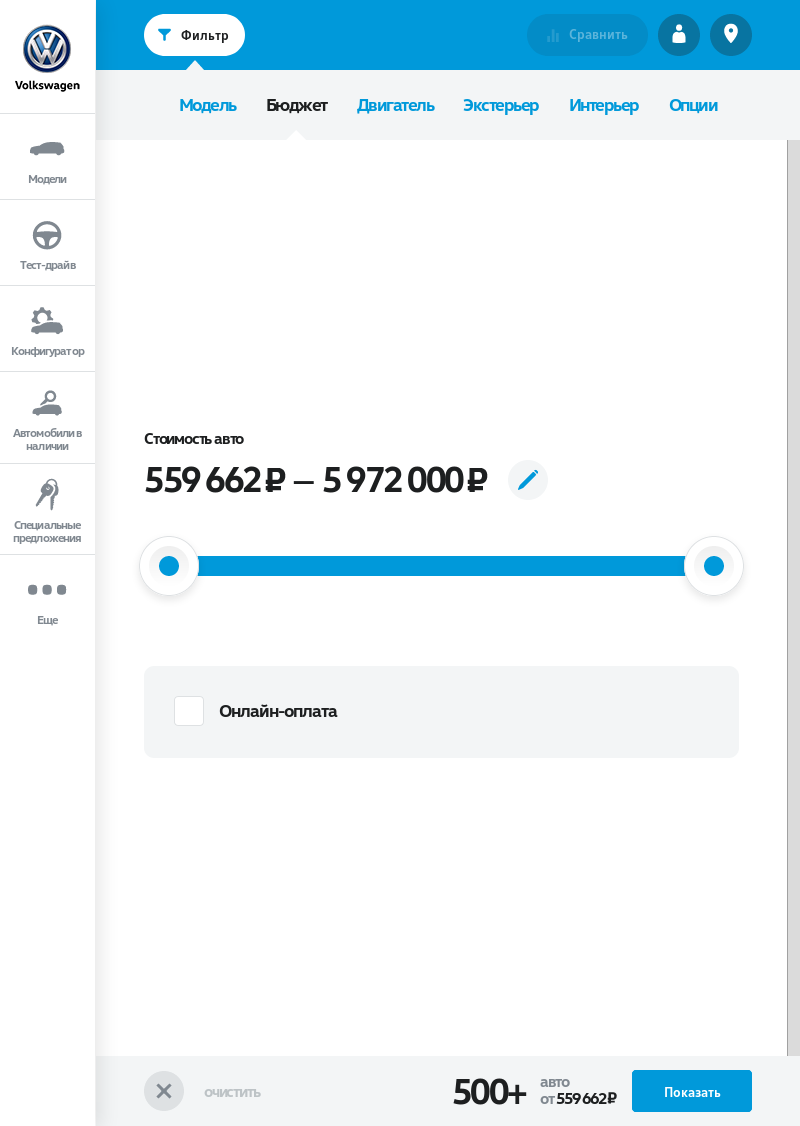 Volkswagen
Модели
Тест-драйв
Конфигуратор
Автомобили в
наличии
Специальные
предложения
Еще
Фильтр
Сравнить
Модель Бюджет Двигатель Экстерьер Интерьер Опции
Стоимость авто
559 662 ₽ — 5 972 000 ₽
Онлайн-оплата
ОЧИСТИТЬ
500+
авто
от 559 662 ₽
Показать